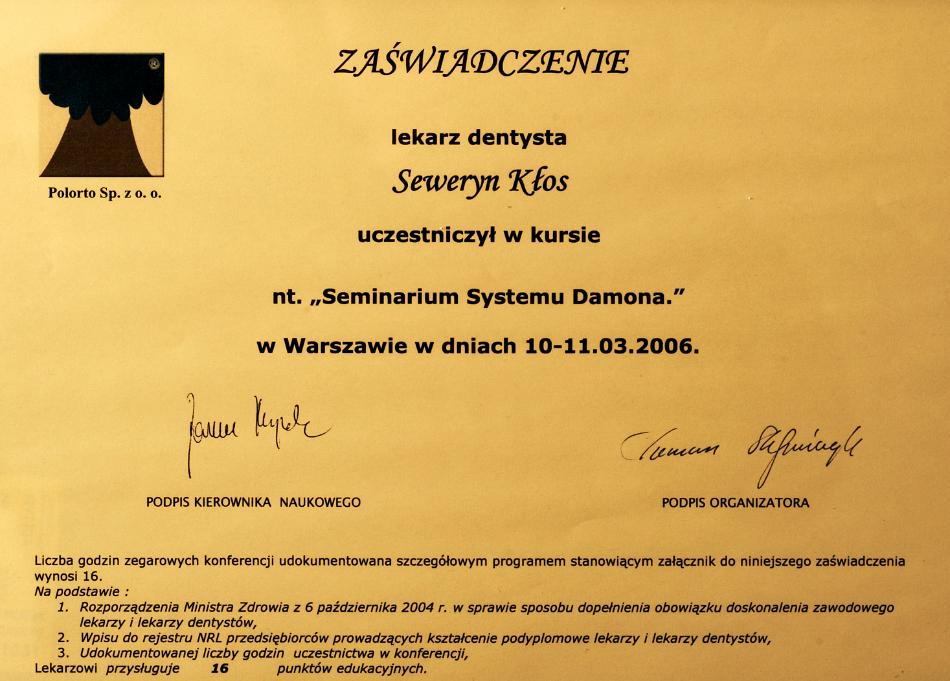 ®
ZAŚWIADCZENIE
Polorto Sp. z o. o.
lekarz dentysta
Seweryn Kłos
uczestniczył w kursie
nt. „Seminarium Systemu Damona.”
w Warszawie w dniach 10-11.03.2006.
PODPIS KIEROWNIKA NAUKOWEGO
PODPIS ORGANIZATORA
Liczba godzin zegarowych konferencji udokumentowana szczegółowym programem stanowiącym załącznik do niniejszego zaświadczenia
wynosi 16.
Na podstawie :
1. Rozporządzenia Ministra Zdrowia z 6 października 2004 r. w sprawie sposobu dopełnienia obowiązku doskonalenia zawodowego
lekarzy i lekarzy dentystów,
2. Wpisu do rejestru NRL przedsiębiorców prowadzących kształcenie podyplomowe lekarzy i lekarzy dentystów,
3. Udokumentowanej liczby godzin uczestnictwa w konferencji,
Lekarzowi przysługuje 16 punktów edukacyjnych.